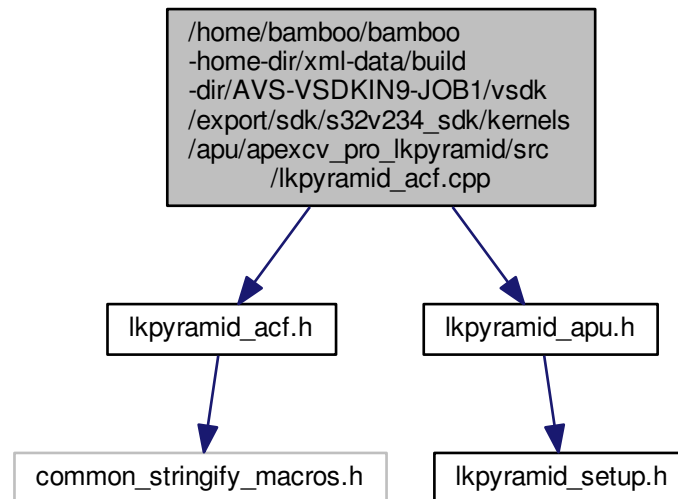 /home/bamboo/bamboo
-home-dir/xml-data/build
-dir/AVS-VSDKIN9-JOB1/vsdk
/export/sdk/s32v234_sdk/kernels
/apu/apexcv_pro_lkpyramid/src
/lkpyramid_acf.cpp
lkpyramid_acf.h
lkpyramid_apu.h
common_stringify_macros.h
lkpyramid_setup.h